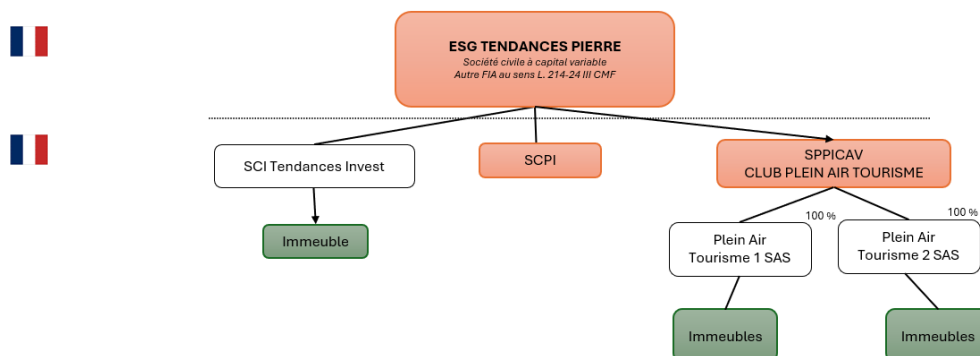 ESG TENDANCES PIERRE
Société civile à capital variable
Autre FIA au sens L. 214-24 III CMF
SCI Tendances Invest
SCPI
SPPICAV
CLUB PLEIN AIR TOURISME
Immeuble
100 %
100 %
Plein Air
Tourisme 1 SAS
Plein Air
Tourisme 2 SAS
Immeubles
Immeubles